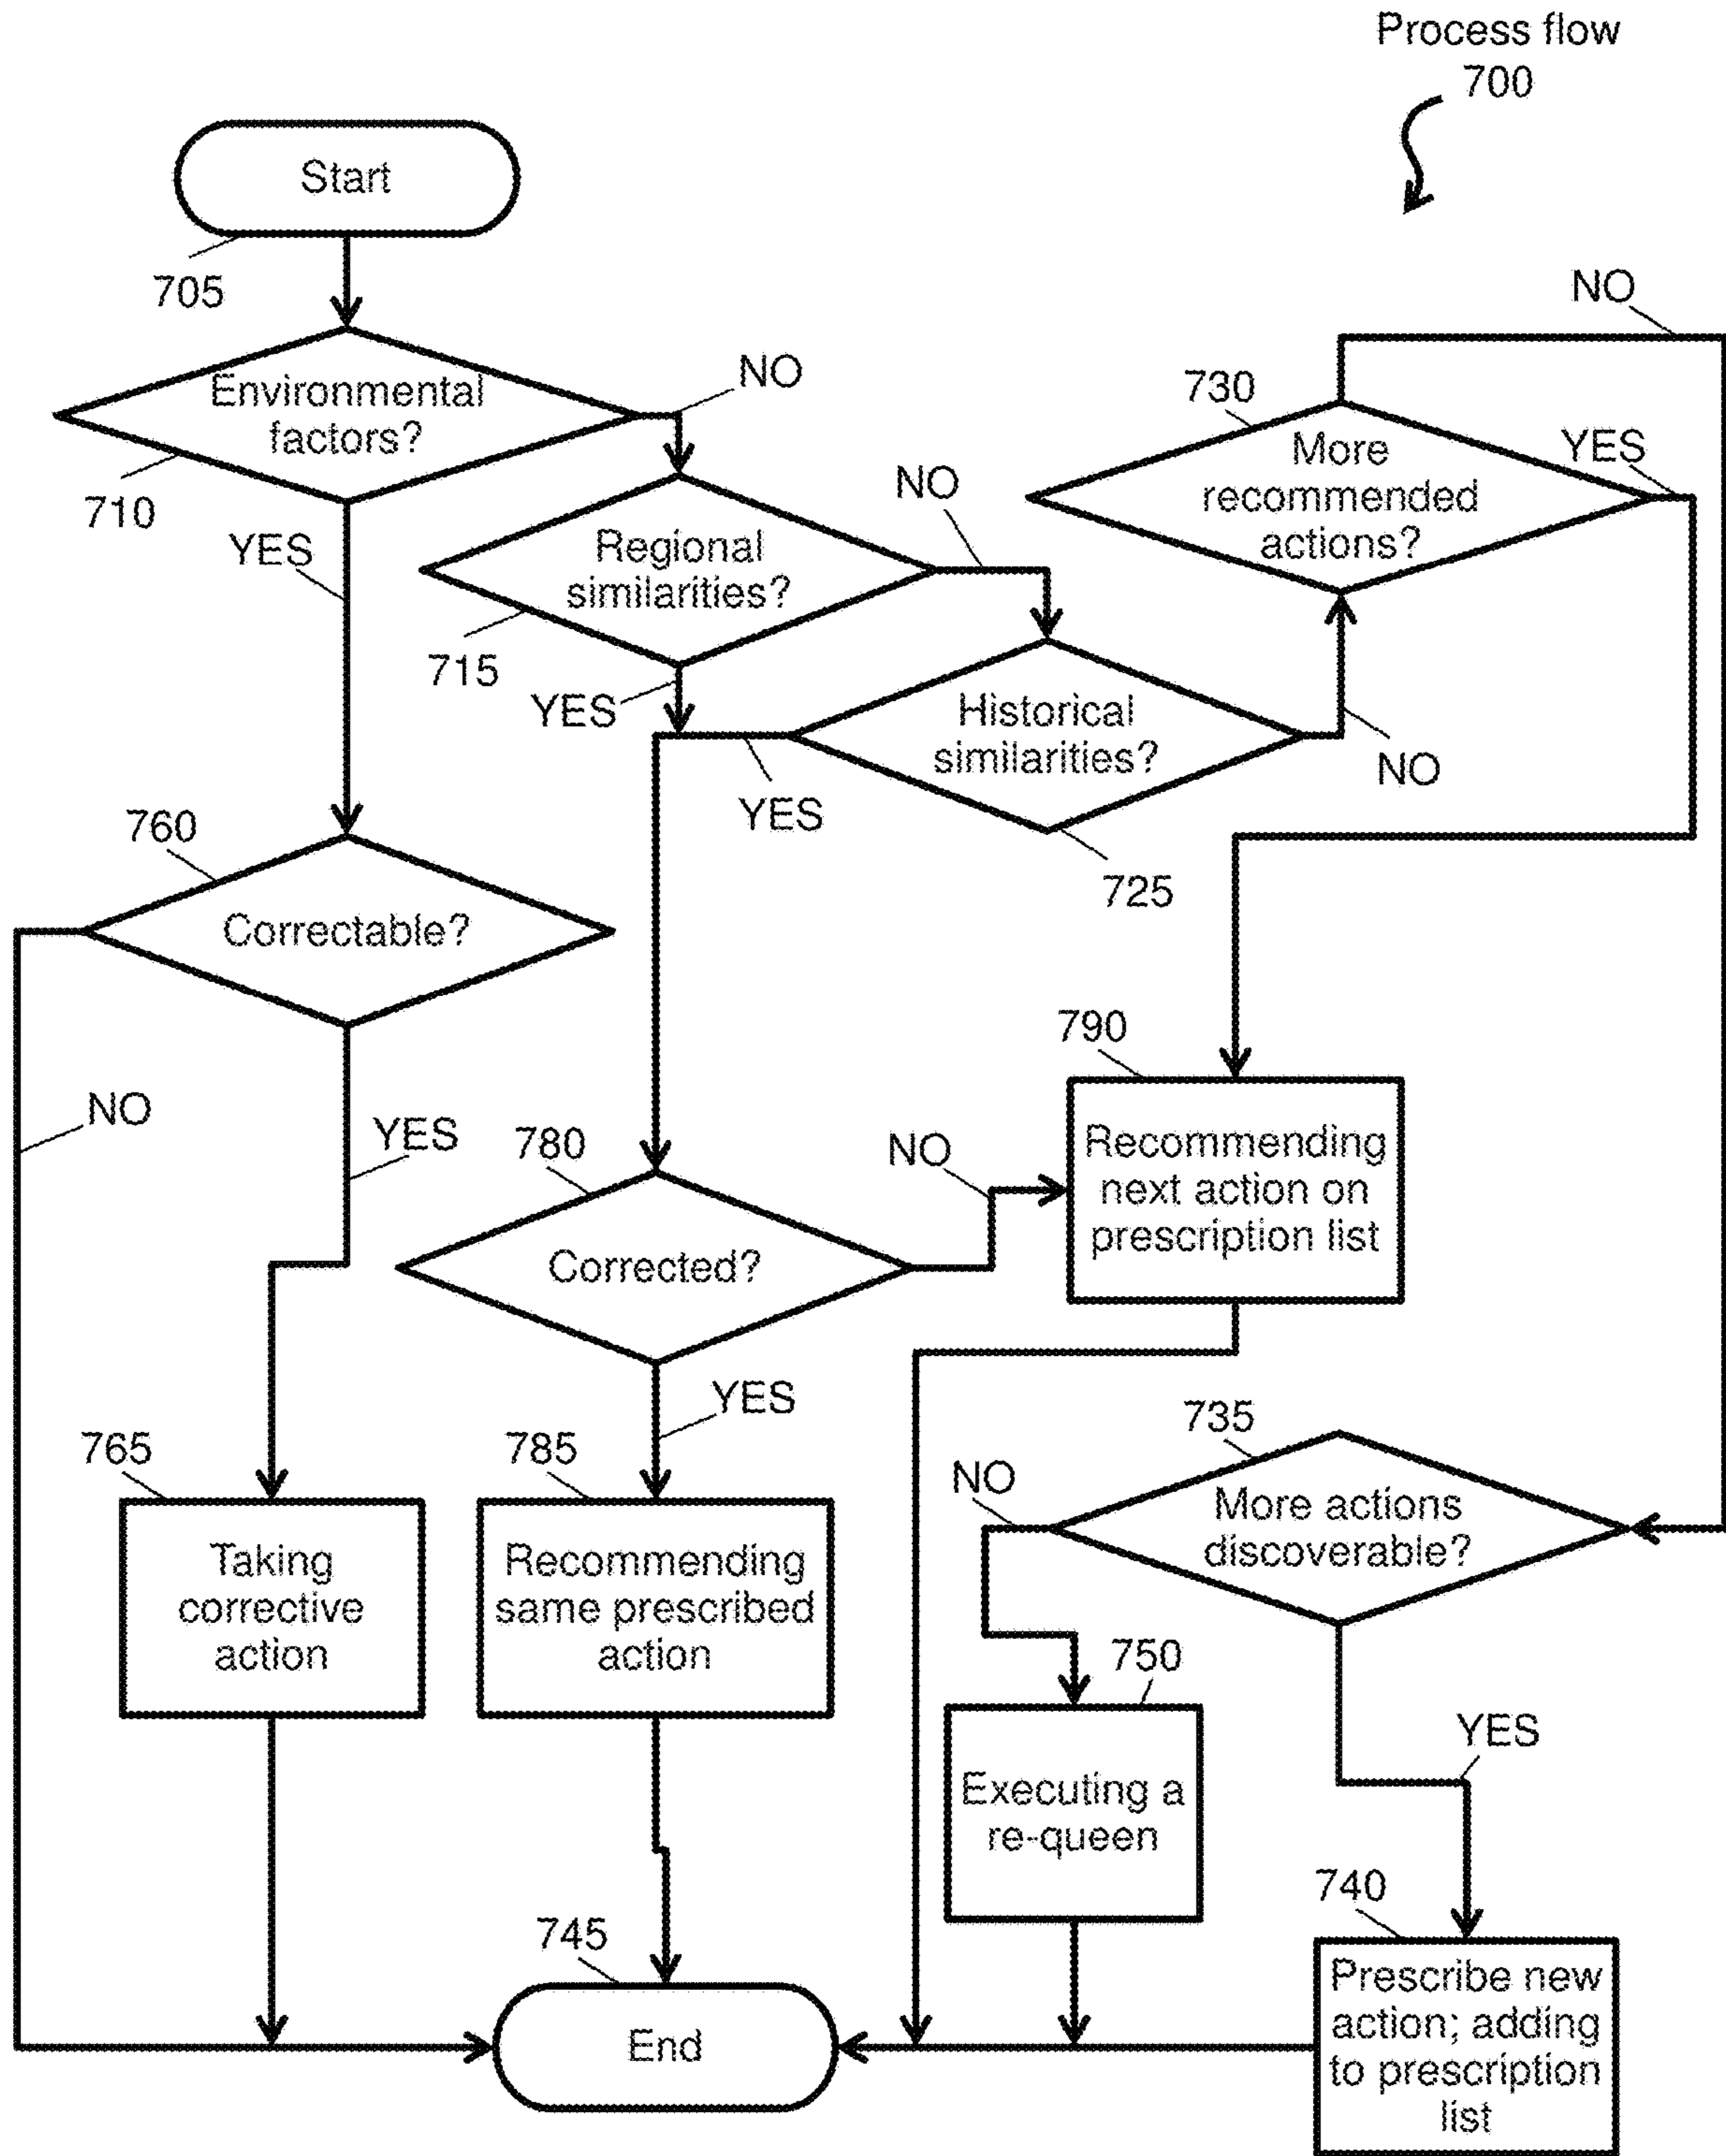 Process flow
700
Start
705
Environmental
factors?
710
NO
YES
Regional
similarities?
715
NO
YES
Historical
similarities?
725
YES
NO
730
More
recommended
actions?
NO
YES
760
Correctable?
NO
YES
780
Corrected?
NO
YES
790
Recommending
next action on
prescription list
765
Taking
corrective
action
785
Recommending
same prescribed
action
735
More actions
discoverable?
NO
YES
750
Executing a
re-queen
740
Prescribe new
action; adding
to prescription
list
745
End